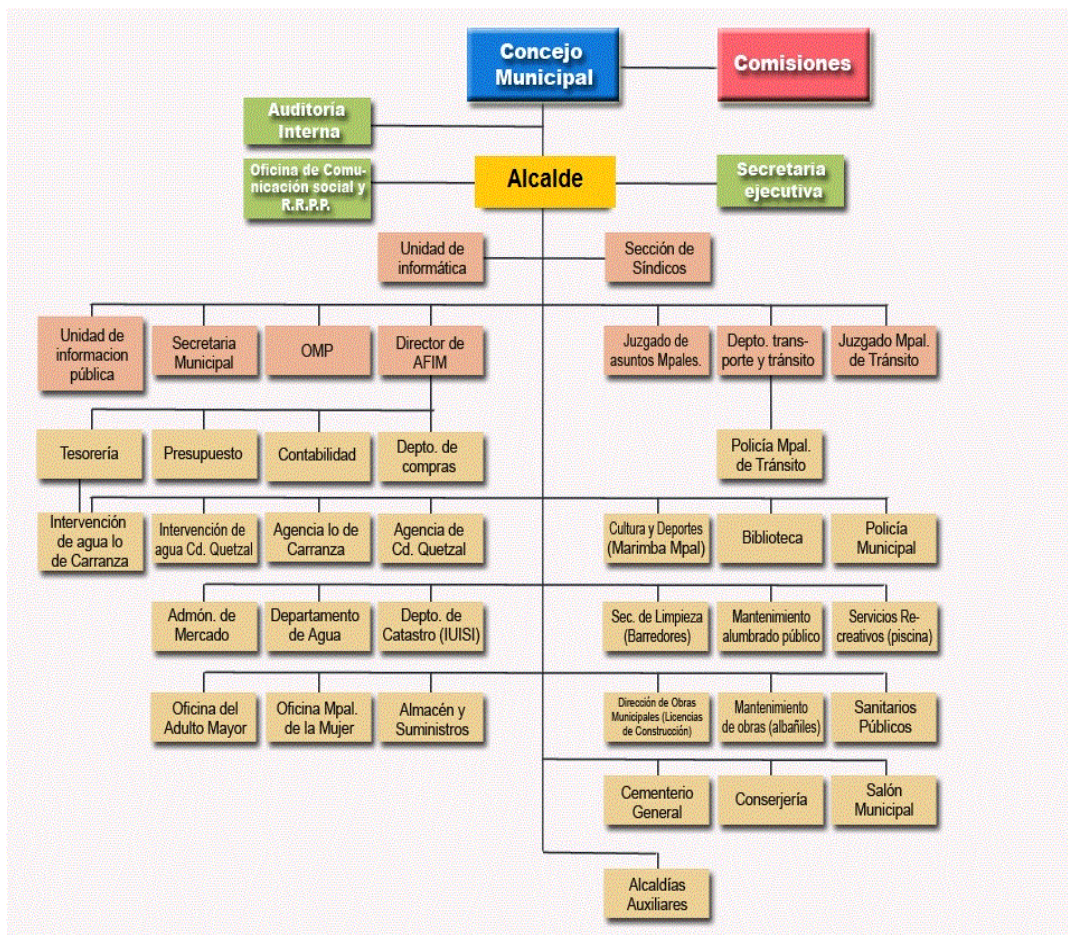 Concejo
Municipal
Comisiones
Auditoría
Interna
Oficina de Comu-
nicación social y
R.R.P.P.
Alcalde
Secretaria
ejecutiva
Unidad de
informática
Sección de
Síndicos
Unidad de
informacion
pública
Secretaria
Municipal
OMP
Director de
AFIM
Juzgado de
asuntos Mpales.
Depto. trans-
porte y tránsito
Juzgado Mpal.
de Tránsito
Tesorería
Presupuesto
Contabilidad
Depto. de
compras
Policía Mpal.
de Tránsito
Intervención
de agua lo
de Carranza
Intervención de
agua Cd. Quetzal
Agencia lo de
Carranza
Agencia de
Cd. Quetzal
Cultura y Deportes
(Marimba Mpal)
Biblioteca
Policía
Municipal
Admón. de
Mercado
Departamento
de Agua
Depto. de
Catastro (IUISI)
Sec. de Limpieza
(Barredores)
Mantenimiento
alumbrado público
Servicios Re-
creativos (piscina)
Oficina del
Adulto Mayor
Oficina Mpal.
de la Mujer
Almacén y
Suministros
Dirección de Obras
Municipales (Licencias
de Construcción)
Mantenimiento
de obras (albañiles)
Sanitarios
Públicos
Cementerio
General
Conserjería
Salón
Municipal
Alcaldías
Auxiliares